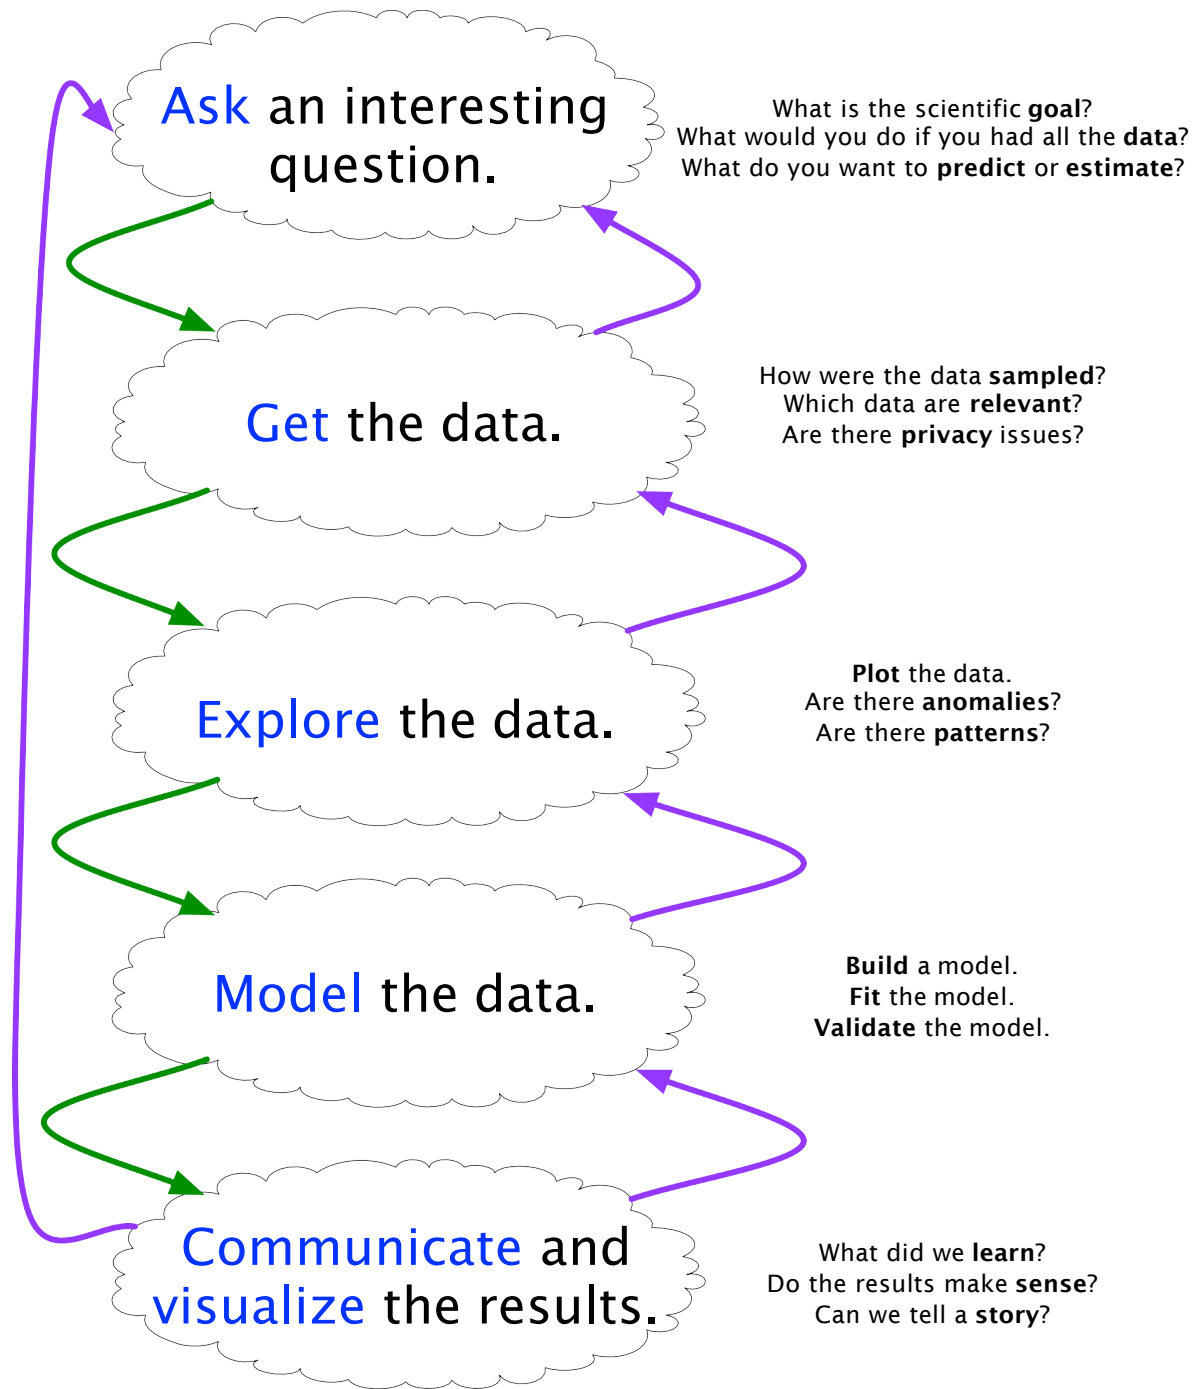 Ask an interesting
question.
What is the scientific goal?
What would you do if you had all the data?
What do you want to predict or estimate?
Get the data.
How were the data sampled?
Which data are relevant?
Are there privacy issues?
Explore the data.
Plot the data.
Are there anomalies?
Are there patterns?
Model the data.
Build a model.
Fit the model.
Validate the model.
Communicate and
visualize the results.
What did we learn?
Do the results make sense?
Can we tell a story?